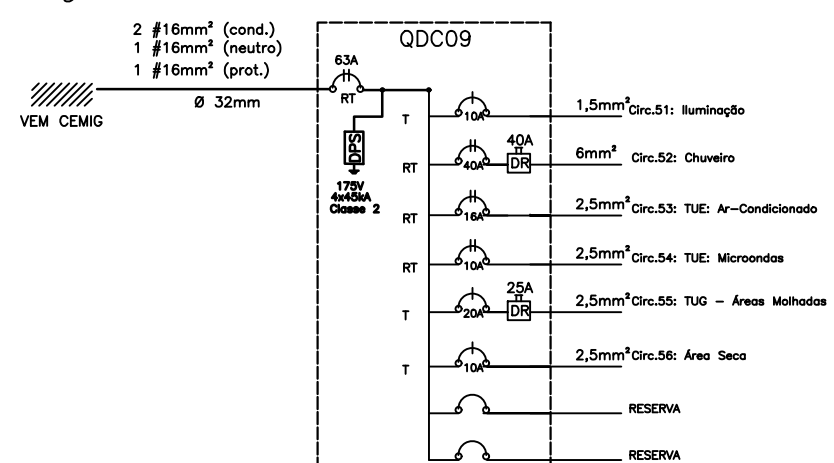 2 #16mm² (cond.)
1 #16mm² (neutro)
1 #16mm² (prot.)
Ø 32mm
VEM CEMIG
QDC09
63A
RT
DPS
175V
4x45kA
Classe 2
T
10A
1,5mm² Circ.51: Iluminação
RT
40A
40A
DR
6mm² Circ.52: Chuveiro
RT
16A
2,5mm² Circ.53: TUE: Ar-Condicionado
RT
10A
2,5mm² Circ.54: TUE: Microondas
T
20A
25A
DR
2,5mm² Circ.55: TUG - Áreas Molhadas
T
10A
2,5mm² Circ.56: Área Seca
RESERVA
RESERVA